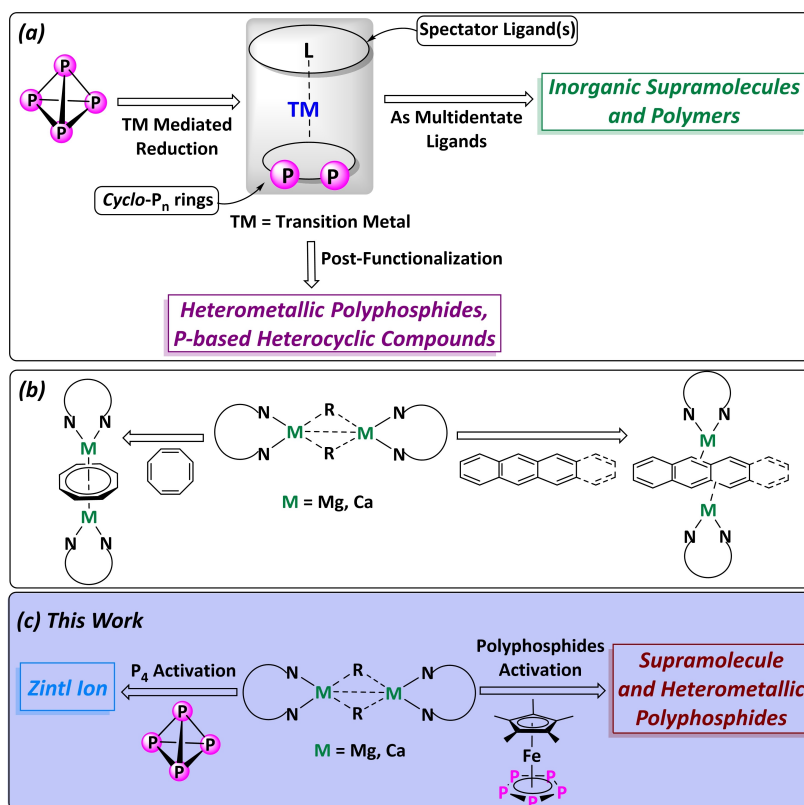 (a)
Spectator Ligand(s)
P
P
P
P
L
TM
P
P
TM Mediated
Reduction
As Multidentate
Ligands
Inorganic Supramolecules
and Polymers
Cyclo-Pn rings
TM = Transition Metal
Post-Functionalization
Heterometallic Polyphosphides,
P-based Heterocyclic Compounds
(b)
N
N
M
M
N
N
N
N
R
M
M
R
N
N
M = Mg, Ca
N
N
M
M
N
N
(c) This Work
Zintl Ion
P4 Activation
P
P
P
P
N
N
R
M
M
R
N
N
M = Mg, Ca
Polyphosphides
Activation
Fe
P
P
P
P
P
Supramolecule
and Heterometallic
Polyphosphides